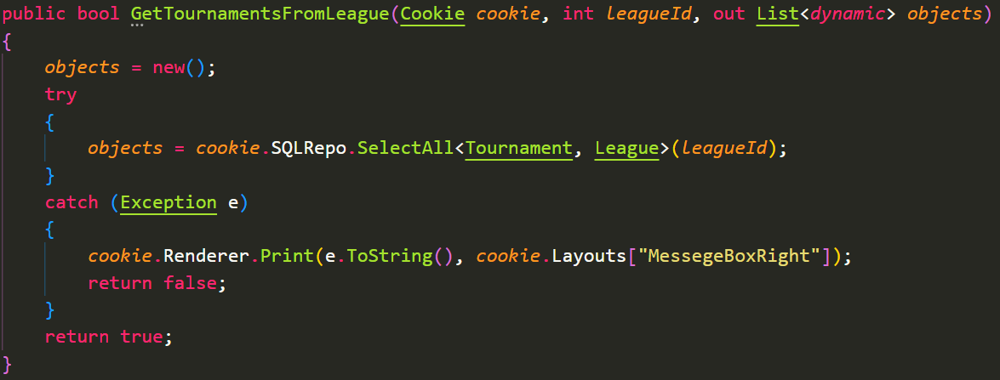 public bool GetTournamentsFromLeague(Cookie cookie, int leagueId, out List<dynamic> objects)
{
    objects = new();
    try
    {
        objects = cookie.SQLRepo.SelectAll<Tournament, League>(leagueId);
    }
    catch (Exception e)
    {
        cookie.Renderer.Print(e.ToString(), cookie.Layouts["MessegeBoxRight"]);
        return false;
    }
    return true;
}